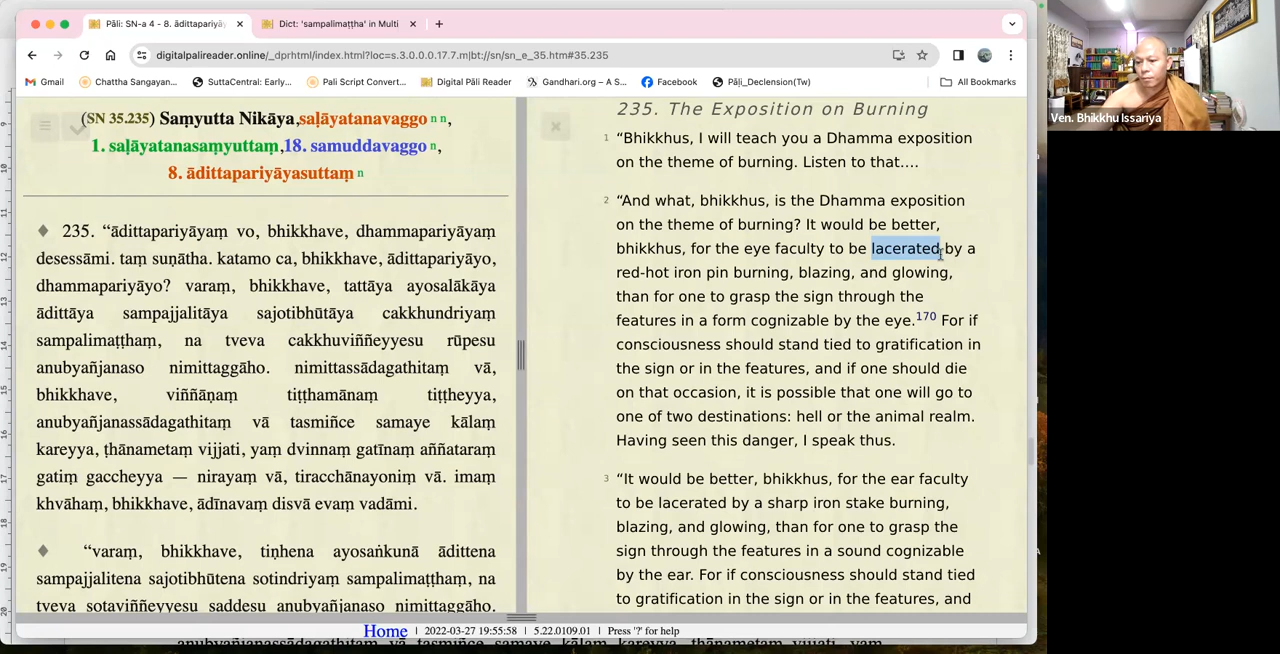 Pāli: SN-a 4 - 8. ādittapariyāy
Dict: 'sampalimaṭṭha' in Multi
digitalpalireader.online/_dprhtml/index.html?loc=s.3.0.0.0.17.7.m|bt://sn/sn_e_35.htm#35.235
Gmail
Chattha Sangayan...
SuttaCentral: Early...
Pali Script Convert...
Digital Pāli Reader
Gandhari.org – A S...
Facebook
Pāḷi_Declension(Tw)
All Bookmarks
(SN 35.235) Saṃyutta Nikāya,saḷāyatanavaggo n n,
1. saḷāyatanasaṃyuttaṃ,18. samuddavaggo n,
8. ādittapariyāyasuttaṃ n
♦ 235. “ādittapariyāyaṃ vo, bhikkhave, dhammapariyāyaṃ
desessāmi. taṃ suṇātha. katamo ca, bhikkhave, ādittapariyāyo,
dhammapariyāyo? varaṃ, bhikkhave, tattāya ayosalākāya
ādittāya sampajjalitāya sajotibhūtāya cakkhundriyaṃ
sampalimaṭṭhaṃ, na tveva cakkhuviññeyyesu rūpesu
anubyañjanaso nimittaggāho. nimittassādagathitaṃ vā,
bhikkhave, viññāṇaṃ tiṭṭhamānaṃ tiṭṭheyya,
anubyañjanassādagathitaṃ vā tasmiñce samaye kālaṃ
kareyya, ṭhānametaṃ vijjati, yaṃ dvinnaṃ gatīnaṃ aññataraṃ
gatiṃ gaccheyya — nirayaṃ vā, tiracchānayoniṃ vā. imaṃ
khvāhaṃ, bhikkhave, ādīnavaṃ disvā evaṃ vadāmi.
♦ “varaṃ, bhikkhave, tiṇhena ayosaṅkunā ādittena
sampajjalitena sajotibhūtena sotindriyaṃ sampalimaṭṭhaṃ, na
tveva sotaviññeyyesu saddesu anubyañjanaso nimittaggāho.
235. The Exposition on Burning
1 “Bhikkhus, I will teach you a Dhamma exposition
on the theme of burning. Listen to that....
2 “And what, bhikkhus, is the Dhamma exposition
on the theme of burning? It would be better,
bhikkhus, for the eye faculty to be lacerated by a
red-hot iron pin burning, blazing, and glowing,
than for one to grasp the sign through the
features in a form cognizable by the eye.170 For if
consciousness should stand tied to gratification in
the sign or in the features, and if one should die
on that occasion, it is possible that one will go to
one of two destinations: hell or the animal realm.
Having seen this danger, I speak thus.
3 “It would be better, bhikkhus, for the ear faculty
to be lacerated by a sharp iron stake burning,
blazing, and glowing, than for one to grasp the
sign through the features in a sound cognizable
by the ear. For if consciousness should stand tied
to gratification in the sign or in the features, and
Home | 2022-03-27 19:55:58 | 5.22.0109.01 | Press '?' for help
Ven. Bhikkhu Issariya